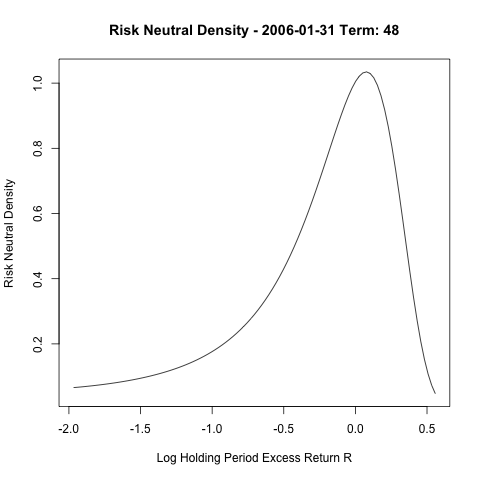 Risk Neutral Density - 2006-01-31 Term: 48
Risk Neutral Density
1.0
0.8
0.6
0.4
0.2
-2.0 -1.5 -1.0 -0.5 0.0 0.5
Log Holding Period Excess Return R